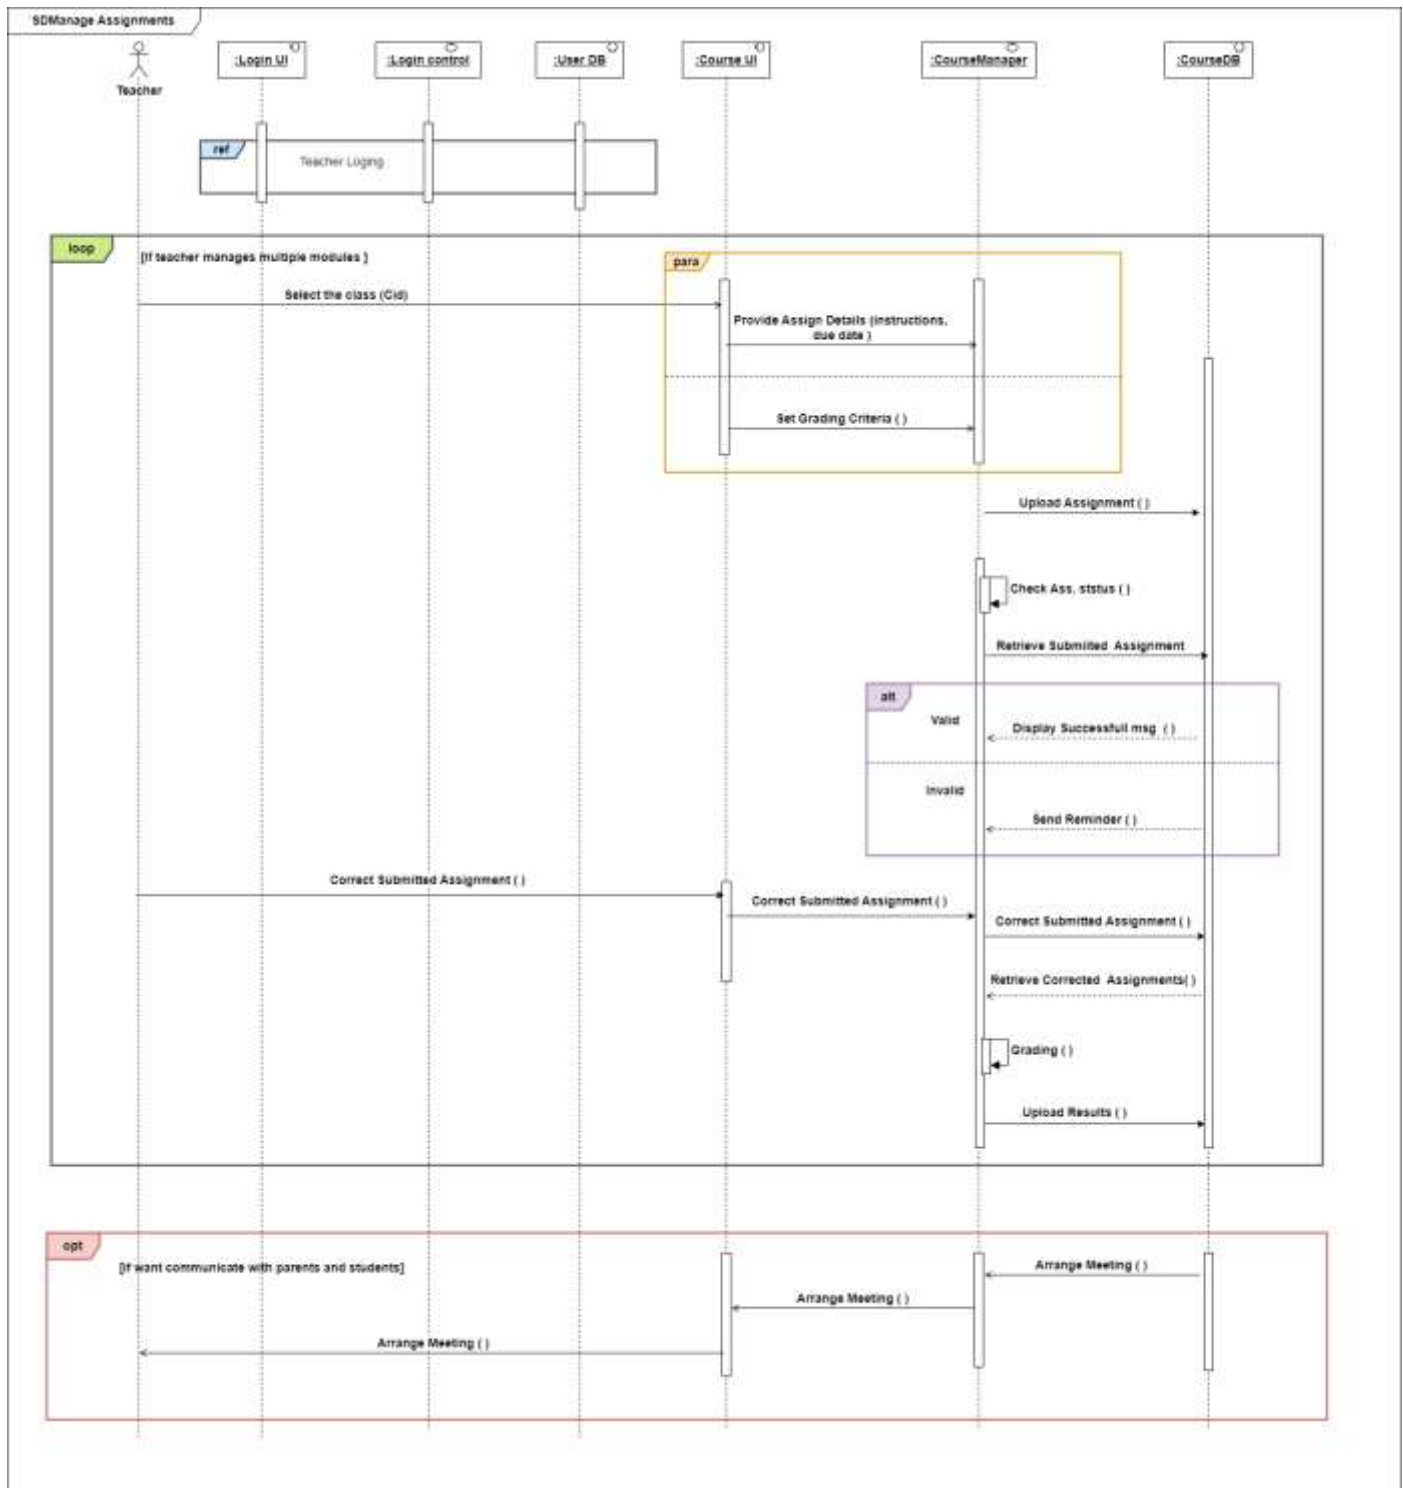 SDManage Assignments
:Login UI
:Login control
:User DB
:Course UI
:CourseManager
:CourseDB
Teacher
ref
Teacher Loging
loop
[If teacher manages multiple modules ]
para
Select the class (Cid)
Provide Assign Details (instructions,
due date )
Set Grading Criteria ( )
Upload Assignment ( )
Check Ass. ststus ( )
Retrieve Submiited  Assignment
alt
Valid
Display Successfull msg  ( )
Invalid
Send Reminder ( )
Correct Submitted Assignment ( )
Correct Submitted Assignment ( )
Correct Submitted Assignment ( )
Retrieve Corrected  Assignments( )
Grading ( )
Upload Results ( )
opt
[If want communicate with parents and students]
Arrange Meeting ( )
Arrange Meeting ( )
Arrange Meeting ( )